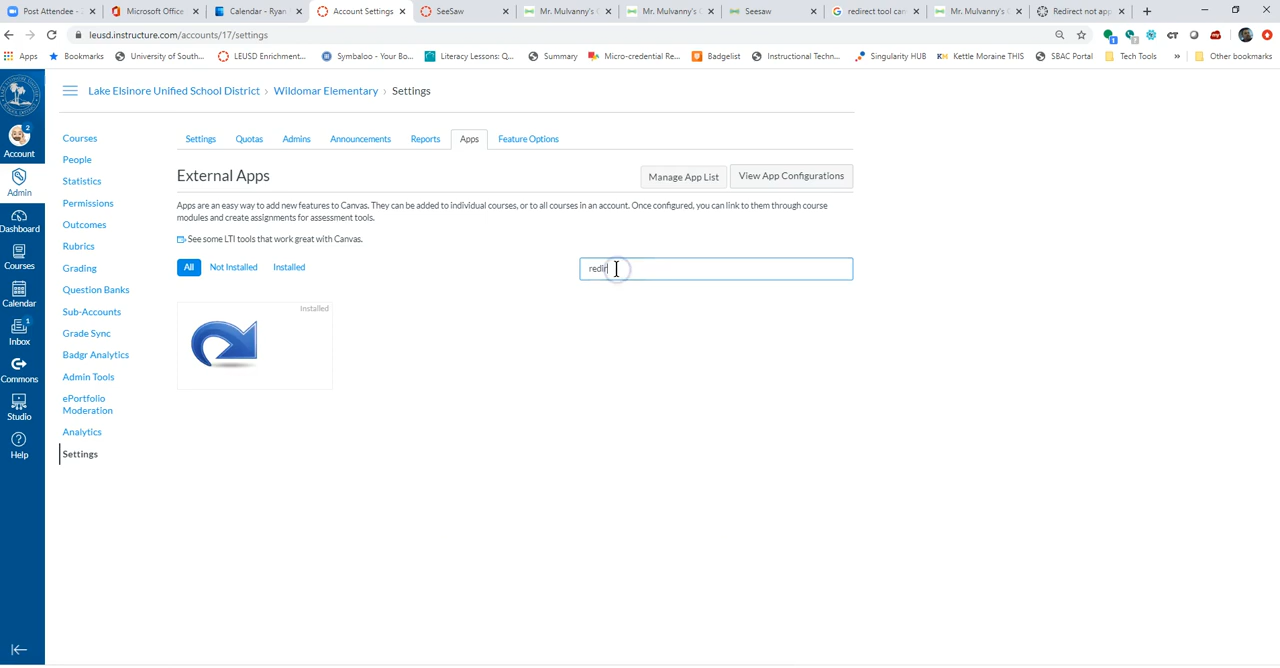 Post Attendee -
Microsoft Office
Calendar - Ryan
Account Settings
SeeSaw
Mr. Mulvanny's
Mr. Mulvanny's
Seesaw
redirect tool can
Mr. Mulvanny's
Redirect not app
leusd.instructure.com/accounts/17/settings
Apps
Bookmarks
University of South...
LEUSD Enrichment...
Symbaloo - Your Bo...
Literacy Lessons: Q...
Summary
Micro-credential Re...
Badgelist
Instructional Techn...
Singularity HUB
KM Kettle Moraine THIS
SBAC Portal
Tech Tools
»
Other bookmarks
Lake Elsinore Unified School District › Wildomar Elementary › Settings
2
Account
Admin
Dashboard
Courses
Calendar
1
Inbox
Commons
Studio
Help
Courses
People
Statistics
Permissions
Outcomes
Rubrics
Grading
Question Banks
Sub-Accounts
Grade Sync
Badgr Analytics
Admin Tools
ePortfolio
Moderation
Analytics
Settings
Settings Quotas Admins Announcements Reports Apps Feature Options
External Apps
Manage App List
View App Configurations
Apps are an easy way to add new features to Canvas. They can be added to individual courses, or to all courses in an account. Once configured, you can link to them through course
modules and create assignments for assessment tools.
See some LTI tools that work great with Canvas.
All Not Installed Installed
redir
Installed